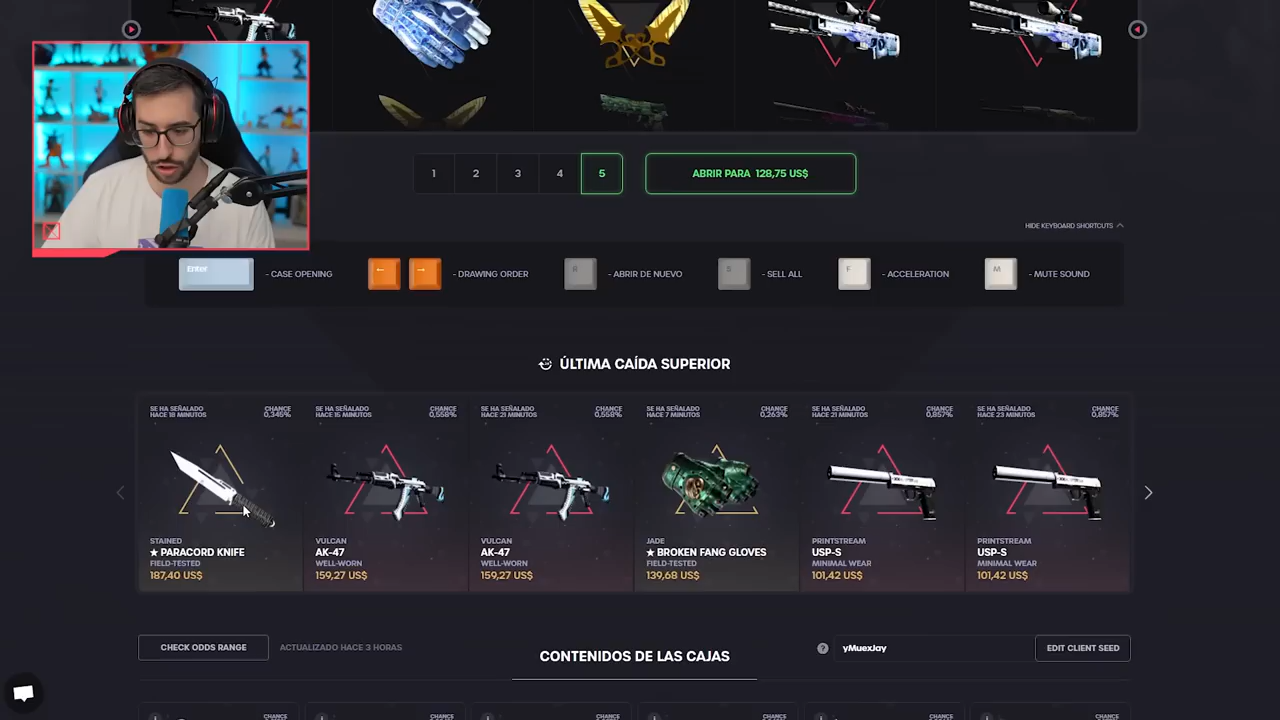 1 2 3 4 5 ABRIR PARA 128,75 US$
HIDE KEYBOARD SHORTCUTS
Enter - CASE OPENING ← → - DRAWING ORDER R - ABRIR DE NUEVO S - SELL ALL F - ACCELERATION M - MUTE SOUND
ÚLTIMA CAÍDA SUPERIOR
SE HA SEÑALADO CHANCE SE HA SEÑALADO CHANCE SE HA SEÑALADO CHANCE SE HA SEÑALADO CHANCE SE HA SEÑALADO CHANCE SE HA SEÑALADO CHANCE
HACE 18 MINUTOS 0,345% HACE 15 MINUTOS 0,558% HACE 21 MINUTOS 0,558% HACE 7 MINUTOS 0,263% HACE 21 MINUTOS 0,857% HACE 23 MINUTOS 0,857%
STAINED VULCAN VULCAN JADE PRINTSTREAM PRINTSTREAM
★ PARACORD KNIFE AK-47 AK-47 ★ BROKEN FANG GLOVES USP-S USP-S
FIELD-TESTED WELL-WORN WELL-WORN FIELD-TESTED MINIMAL WEAR MINIMAL WEAR
187,40 US$ 159,27 US$ 159,27 US$ 139,68 US$ 101,42 US$ 101,42 US$
CHECK ODDS RANGE ACTUALIZADO HACE 3 HORAS CONTENIDOS DE LAS CAJAS ? yMuexJay EDIT CLIENT SEED